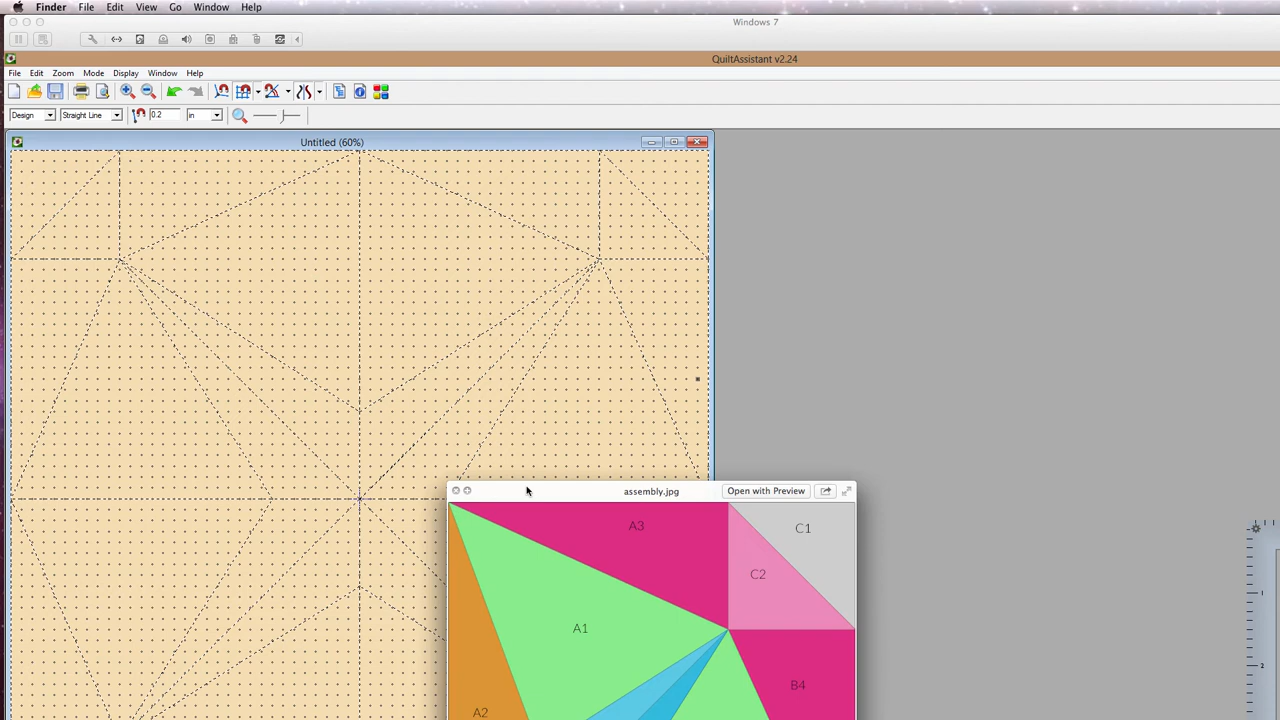 Finder File Edit View Go Window Help
Windows 7
QuiltAssistant v2.24
File Edit Zoom Mode Display Window Help
Design Straight Line 0.2 in
Untitled (60%)
assembly.jpg Open with Preview
A3
C1
C2
A1
B4
A2
1
2